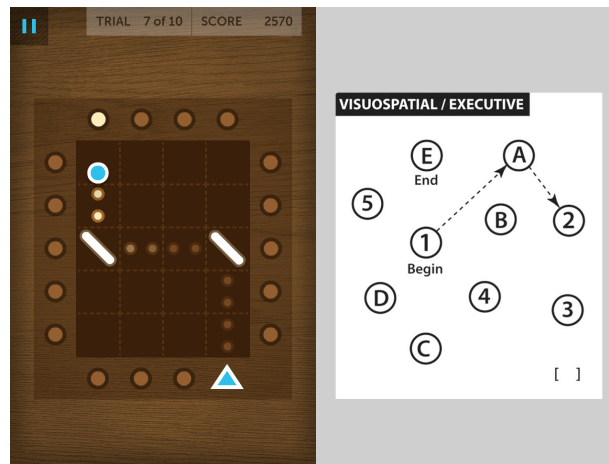 TRIAL 7 of 10 SCORE 2570
VISUOSPATIAL / EXECUTIVE
E
End
A
5
B
2
1
Begin
D
4
3
C
[ ]